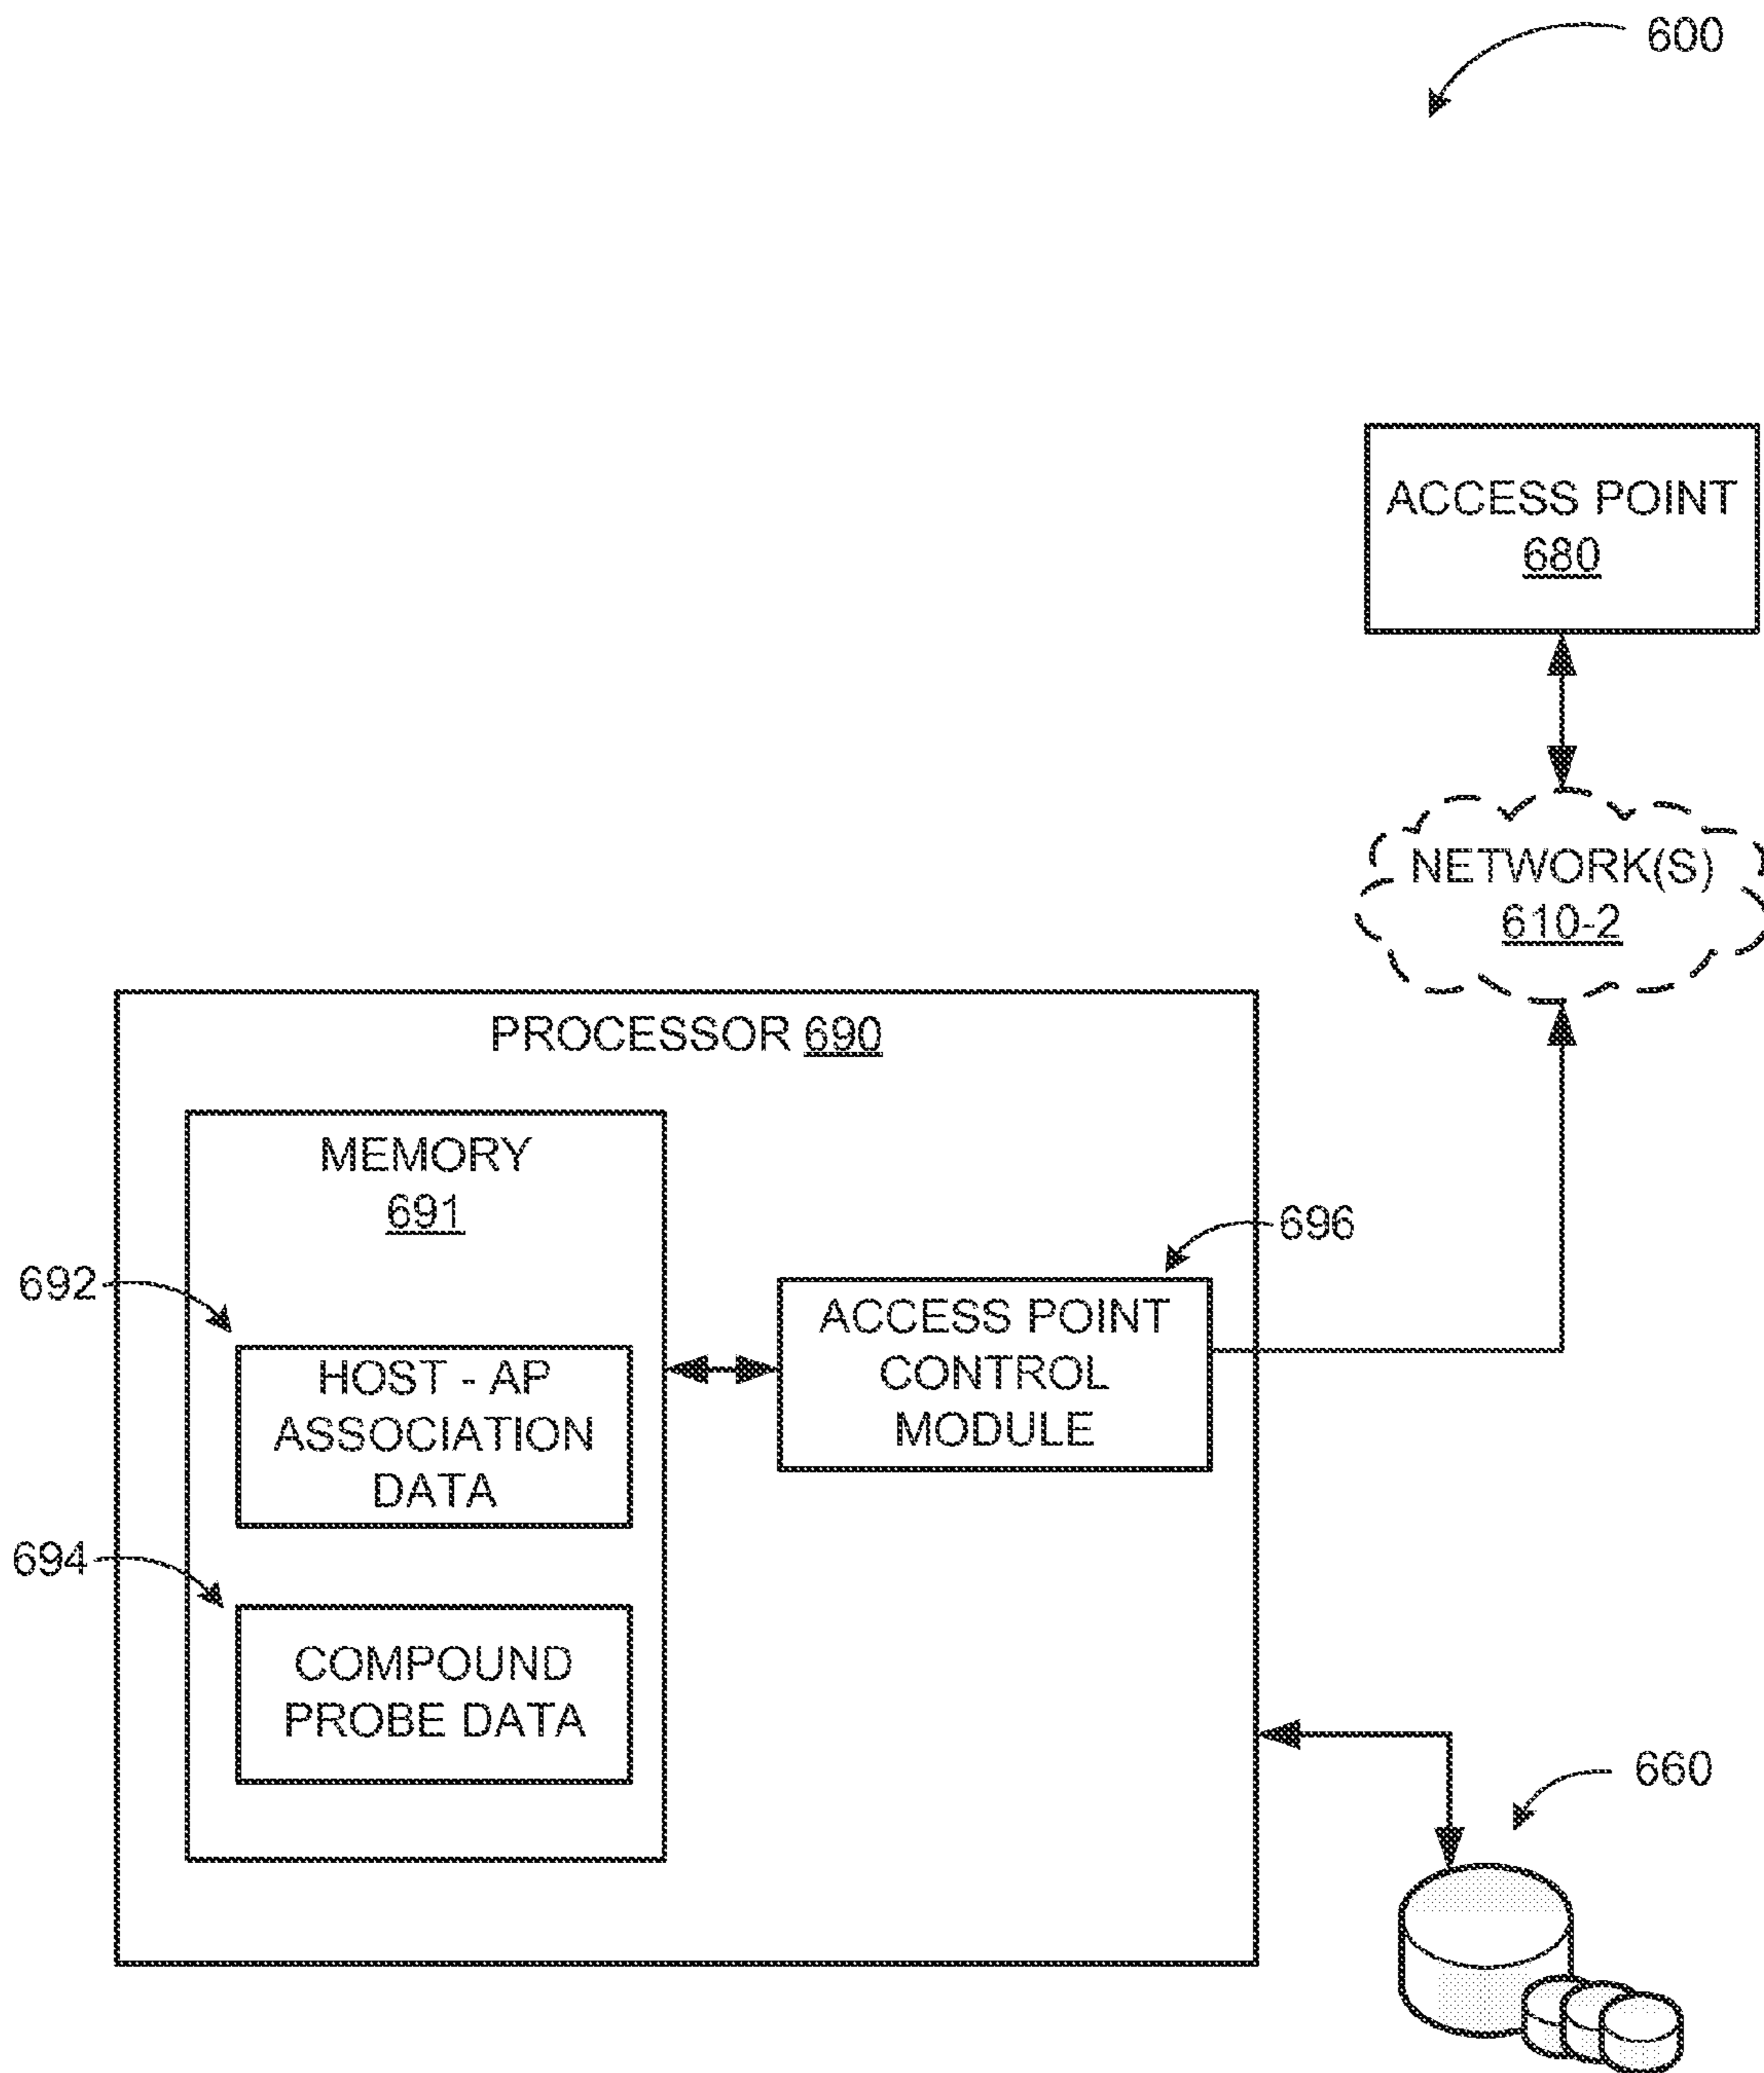 600
ACCESS POINT
680
NETWORK(S)
610-2
PROCESSOR 690
MEMORY
691
696
692
HOST - AP
ASSOCIATION
DATA
ACCESS POINT
CONTROL
MODULE
694
COMPOUND
PROBE DATA
660